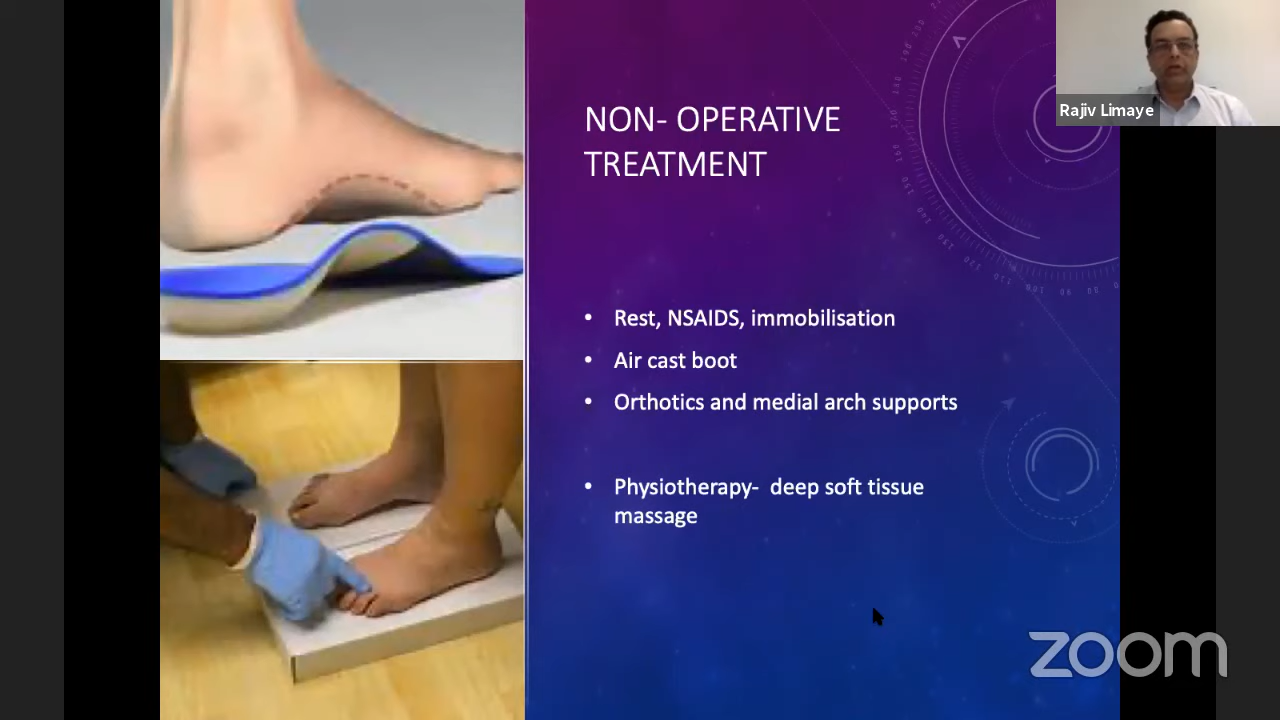 NON- OPERATIVE
TREATMENT
Rajiv Limaye
• Rest, NSAIDS, immobilisation
• Air cast boot
• Orthotics and medial arch supports
• Physiotherapy- deep soft tissue
massage
zoom